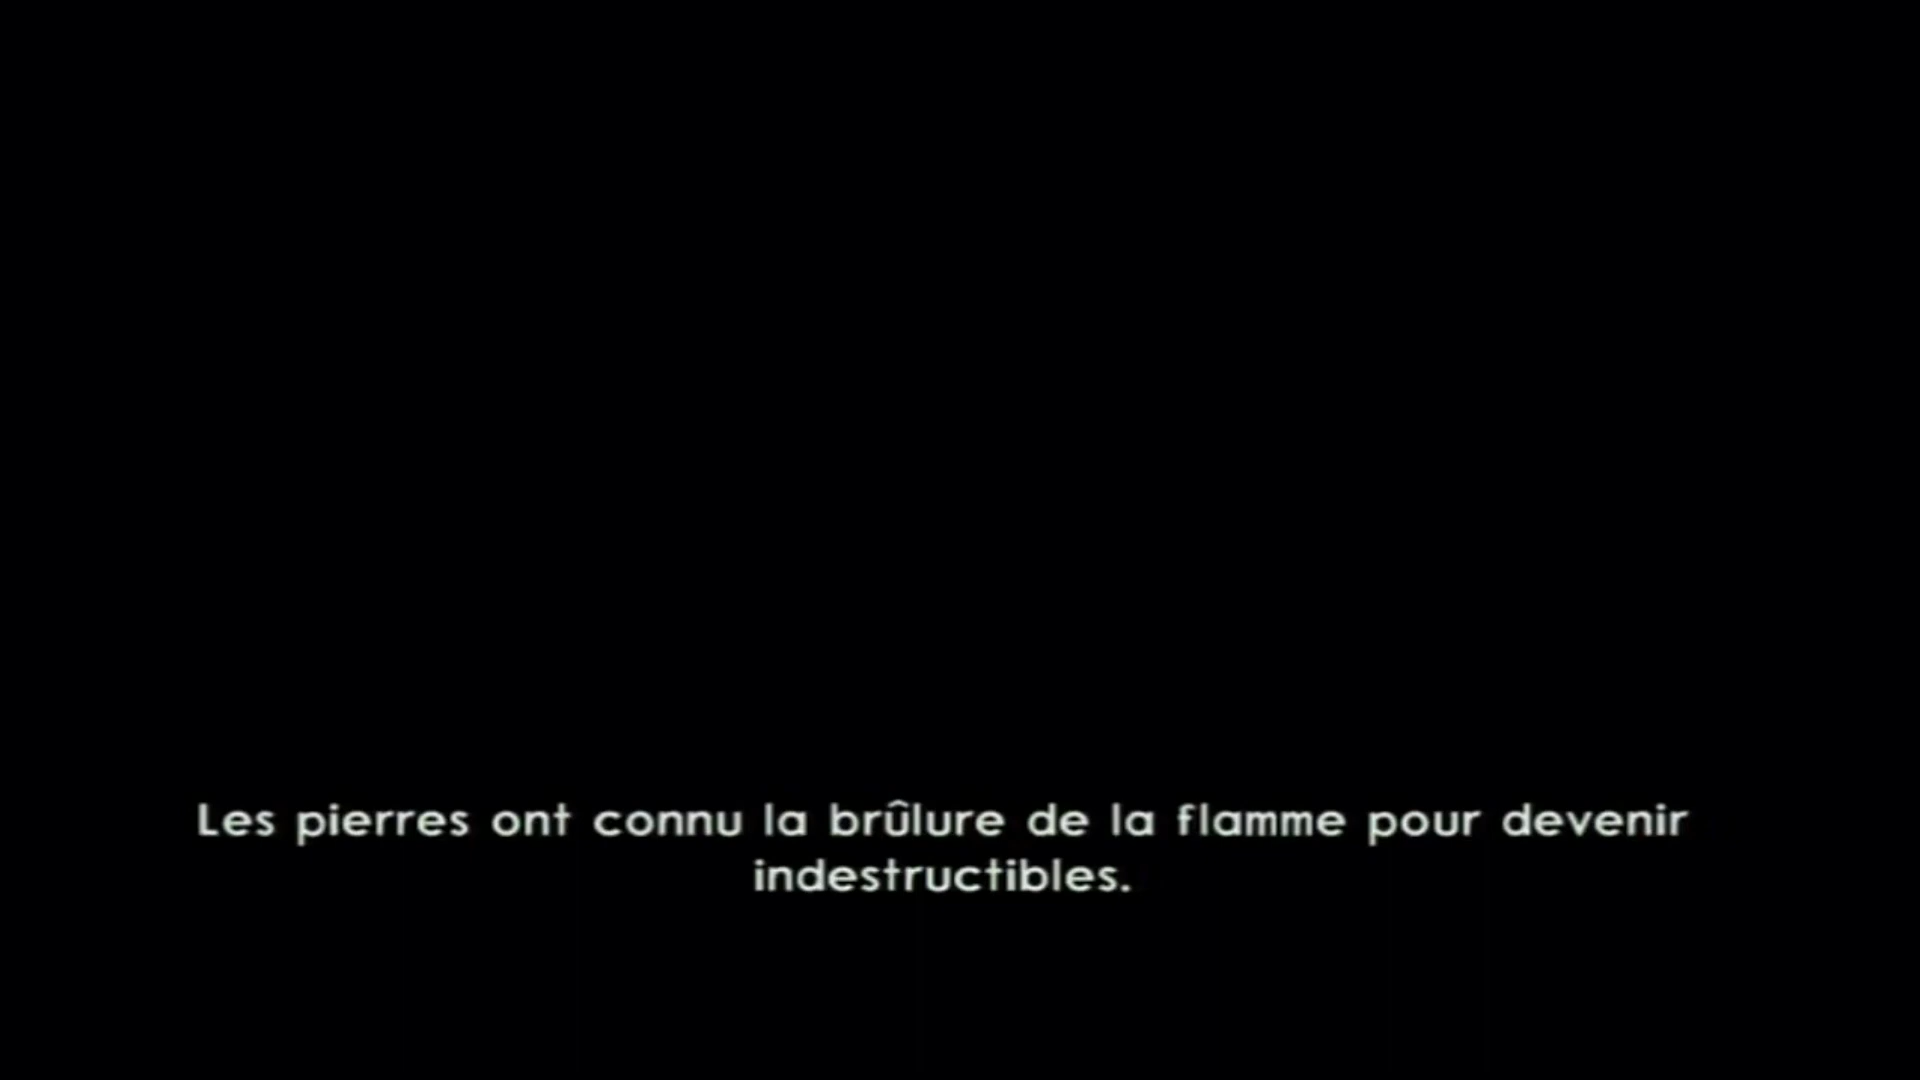 Les pierres ont connu la brûlure de la flamme pour devenir
indestructibles.